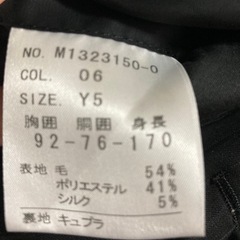 NO. M1323150-0
COL. 06
SIZE. Y5
胸囲 胴囲 身長
92-76-170
表地 毛 54%
ポリエステル 41%
シルク 5%
裏地 キュプラ